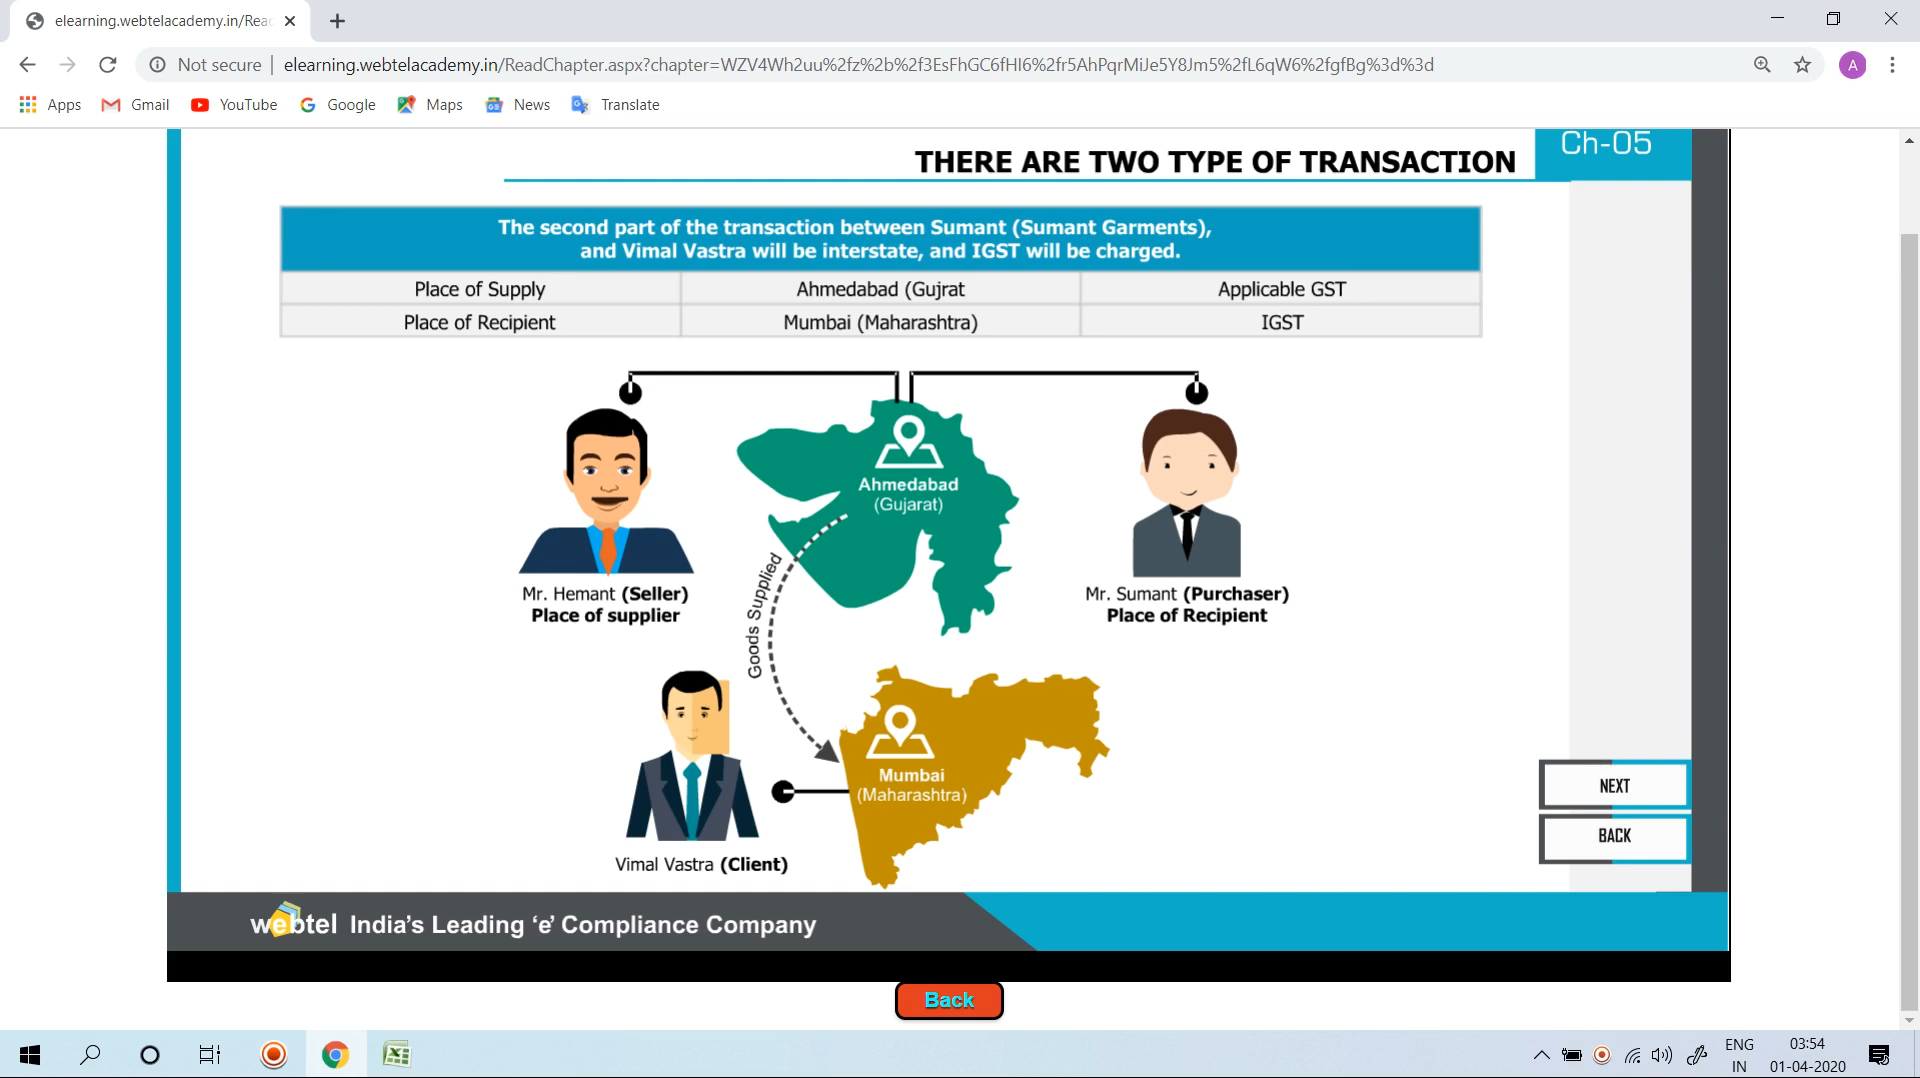 elearning.webtelacademy.in/Read
Not secure
elearning.webtelacademy.in/ReadChapter.aspx?chapter=WZV4Wh2uu%2fz%2b%2f3EsFhGC6fHI6%2fr5AhPqrMiJe5Y8Jm5%2fL6qW6%2fgfBg%3d%3d
A
Apps
Gmail
YouTube
Google
Maps
News
Translate
Ch-05
THERE ARE TWO TYPE OF TRANSACTION
The second part of the transaction between Sumant (Sumant Garments),
and Vimal Vastra will be interstate, and IGST will be charged.
Place of Supply Ahmedabad (Gujrat Applicable GST
Place of Recipient Mumbai (Maharashtra) IGST
Ahmedabad
(Gujarat)
Goods Supplied
Mr. Hemant (Seller)
Place of supplier
Mr. Sumant (Purchaser)
Place of Recipient
Mumbai
(Maharashtra)
Vimal Vastra (Client)
NEXT
BACK
webtel India's Leading ‘e’ Compliance Company
Back
ENG
IN
03:54
01-04-2020